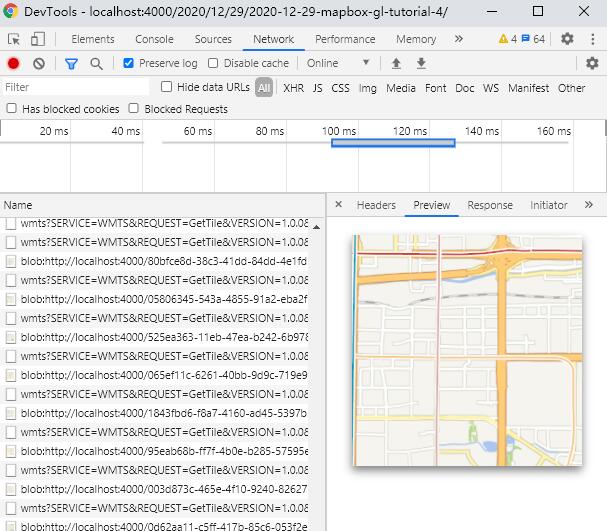 DevTools - localhost:4000/2020/12/29/2020-12-29-mapbox-gl-tutorial-4/
Elements Console Sources Network Performance Memory » 4 64
Preserve log Disable cache Online
Filter Hide data URLs All XHR JS CSS Img Media Font Doc WS Manifest Other
Has blocked cookies Blocked Requests
20 ms 40 ms 60 ms 80 ms 100 ms 120 ms 140 ms 160 ms
Name × Headers Preview Response Initiator »
wmts?SERVICE=WMTS&REQUEST=GetTile&VERSION=1.0.0&
wmts?SERVICE=WMTS&REQUEST=GetTile&VERSION=1.0.0&
blob:http://localhost:4000/80bfce8d-38c3-41dd-84dd-4e1fd
wmts?SERVICE=WMTS&REQUEST=GetTile&VERSION=1.0.0&
blob:http://localhost:4000/05806345-543a-4855-91a2-eba2f
wmts?SERVICE=WMTS&REQUEST=GetTile&VERSION=1.0.0&
blob:http://localhost:4000/525ea363-11eb-47ea-b242-6b978
wmts?SERVICE=WMTS&REQUEST=GetTile&VERSION=1.0.0&
blob:http://localhost:4000/065ef11c-6261-40bb-9d9c-719e9
wmts?SERVICE=WMTS&REQUEST=GetTile&VERSION=1.0.0&
blob:http://localhost:4000/1843fbd6-f8a7-4160-ad45-5397b
wmts?SERVICE=WMTS&REQUEST=GetTile&VERSION=1.0.0&
blob:http://localhost:4000/95eab68b-ff7f-4b0e-b285-57595e
wmts?SERVICE=WMTS&REQUEST=GetTile&VERSION=1.0.0&
blob:http://localhost:4000/003d873c-465e-4f10-9240-82627
wmts?SERVICE=WMTS&REQUEST=GetTile&VERSION=1.0.0&
blob:http://localhost:4000/0d62aa11-c5ff-417b-85c6-053f2e